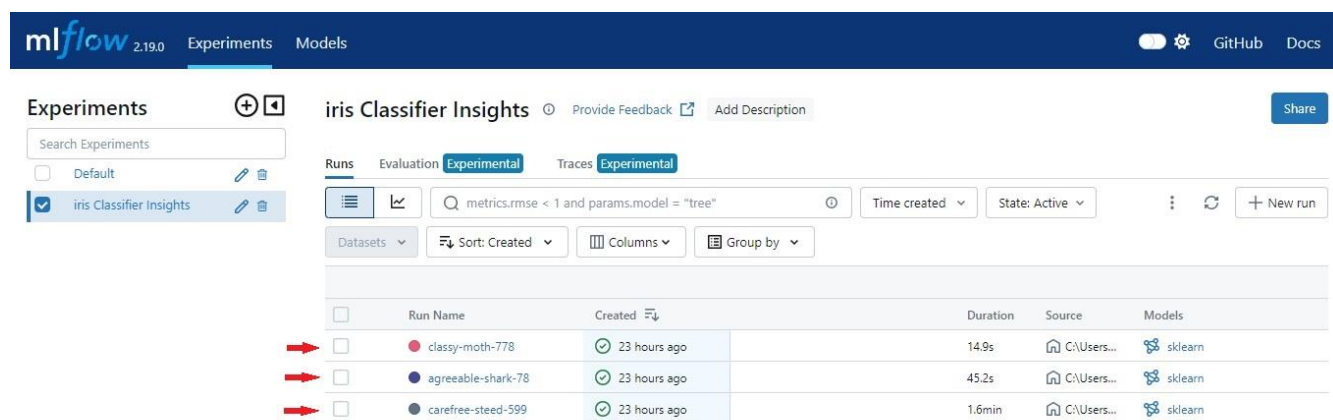 mlflow 2.19.0 Experiments Models GitHub Docs
Experiments
Search Experiments
Default
iris Classifier Insights
iris Classifier Insights Provide Feedback Add Description Share
Runs Evaluation Experimental Traces Experimental
metrics.rmse < 1 and params.model = "tree" Time created State: Active + New run
Datasets Sort: Created Columns Group by
Run Name Created Duration Source Models
classy-moth-778 23 hours ago 14.9s C:\Users... sklearn
agreeable-shark-78 23 hours ago 45.2s C:\Users... sklearn
carefree-steed-599 23 hours ago 1.6min C:\Users... sklearn